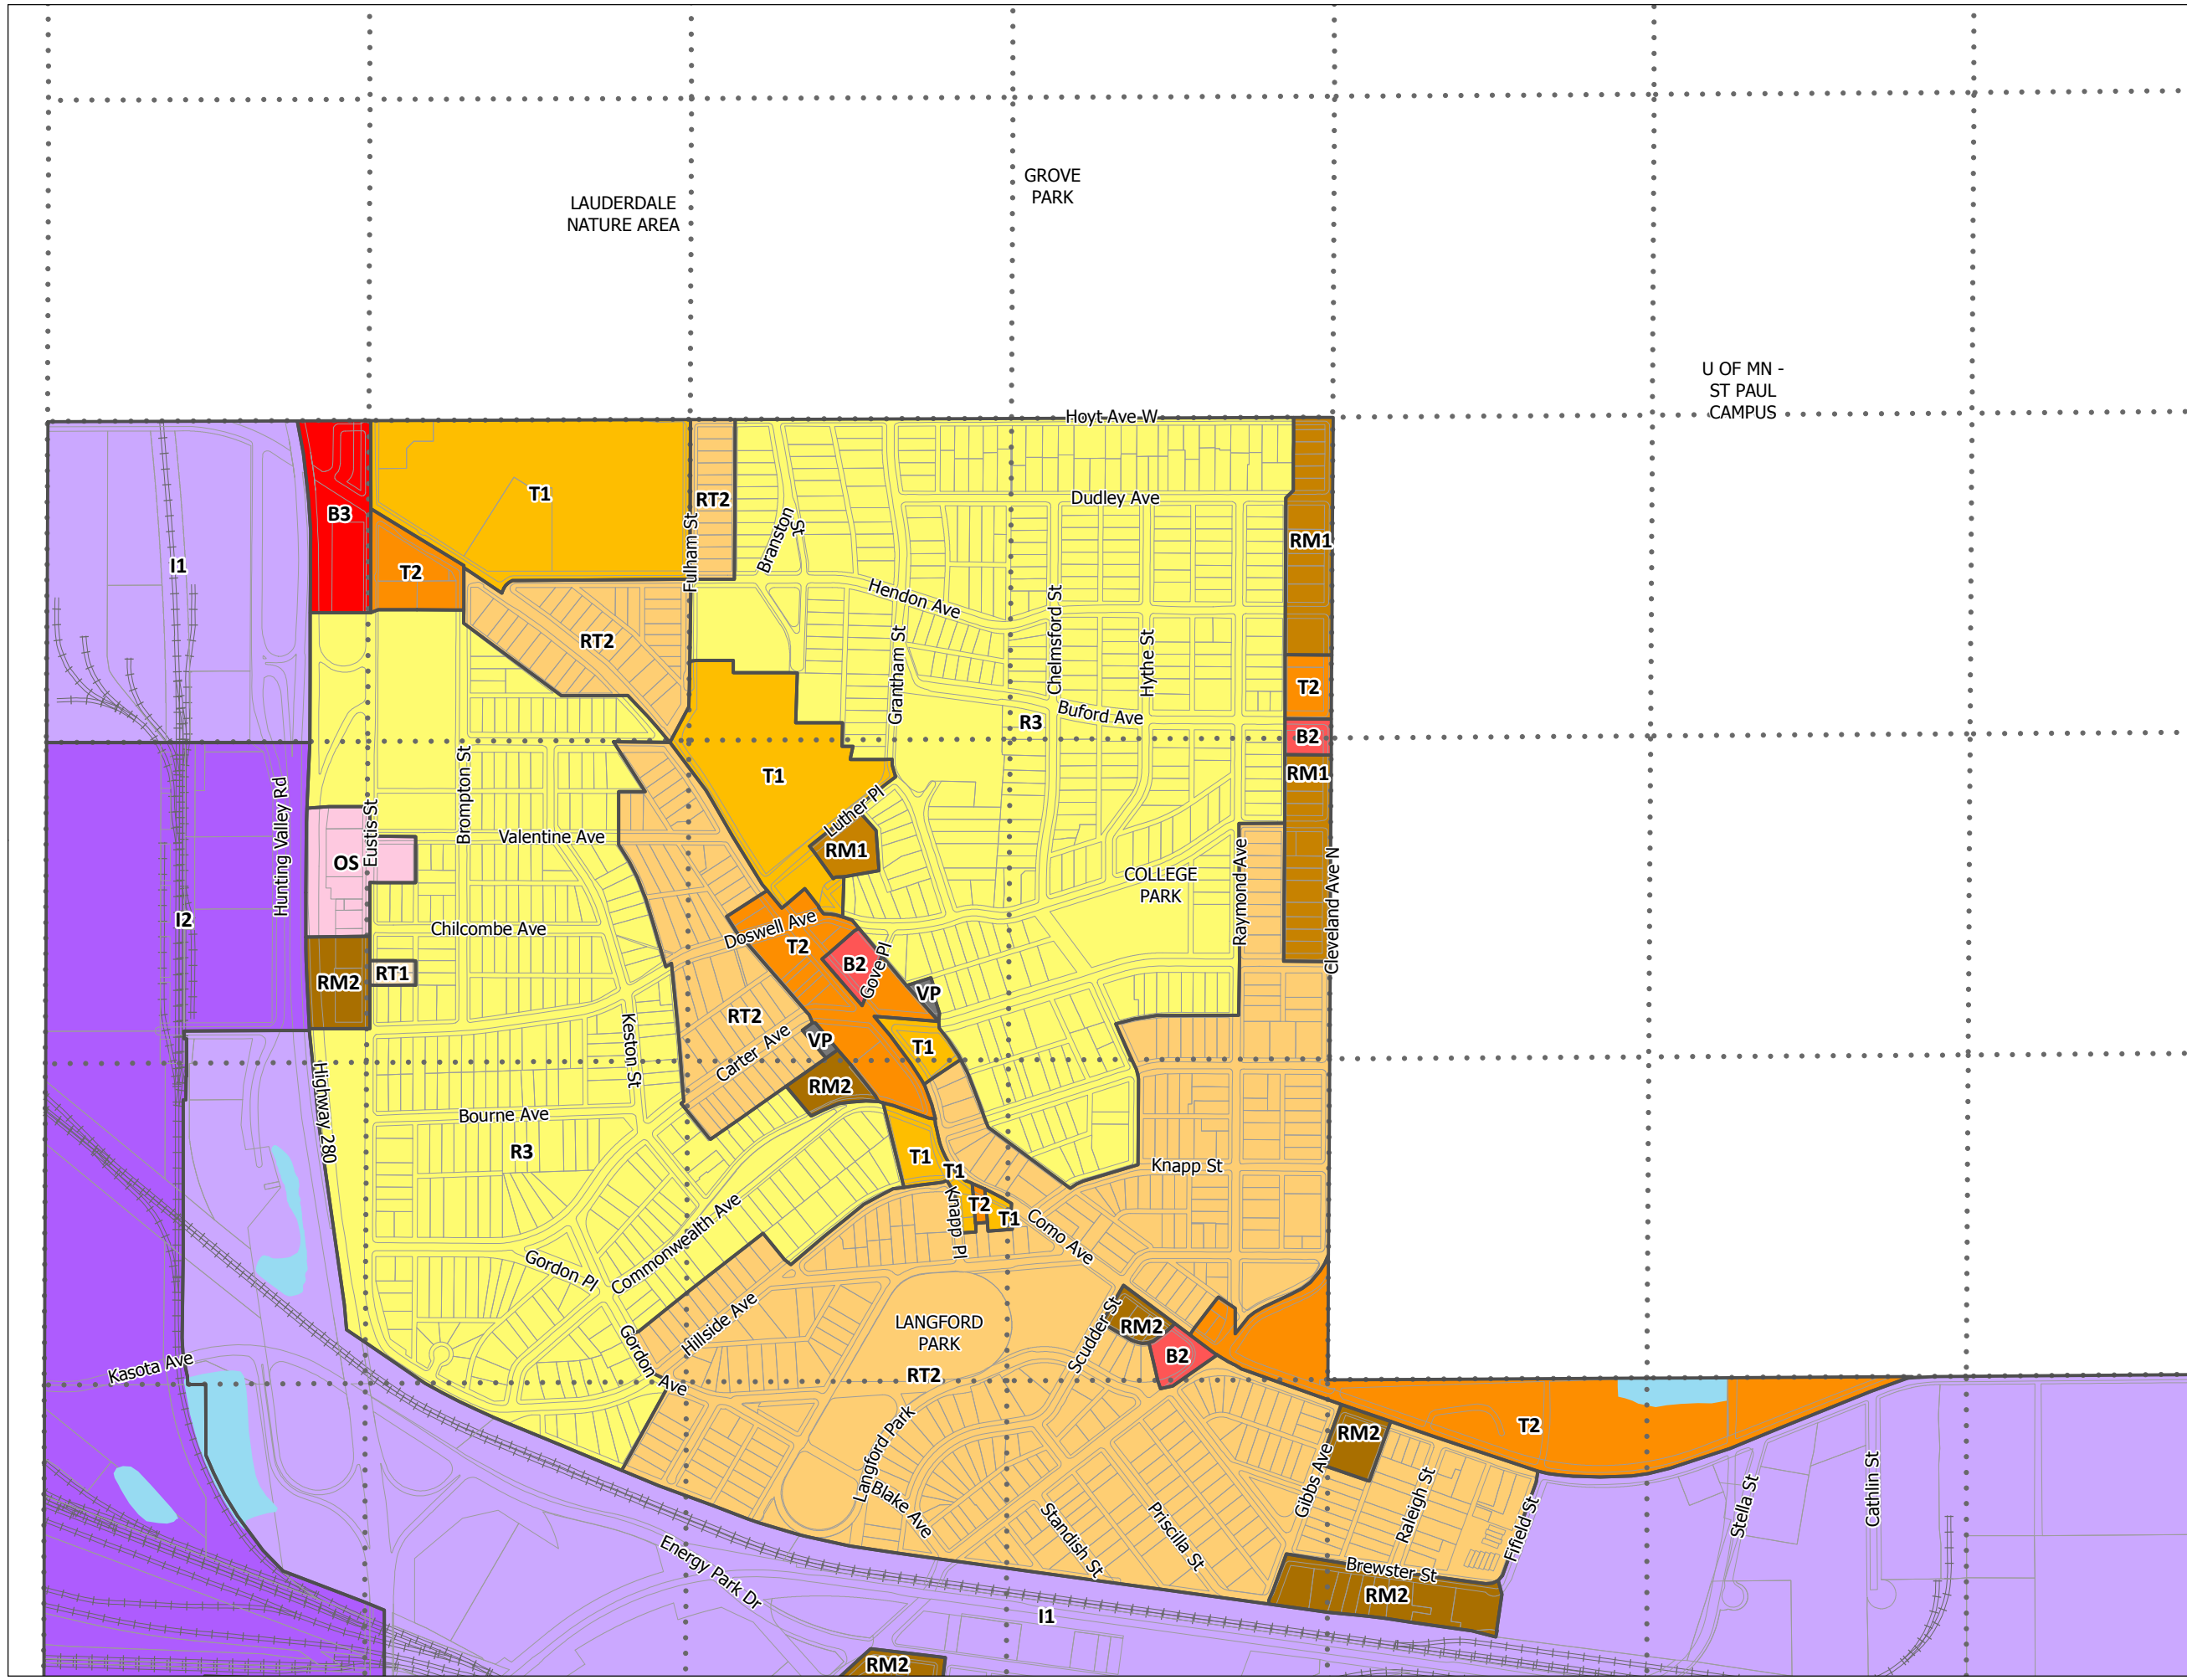 GROVE
PARK
LAUDERDALE
NATURE AREA
U OF MN -
ST PAUL
CAMPUS
Hoyt Ave W
T1
RT2
Dudley Ave
B3
Branston
St
RM1
Fulham St
I1
T2
Hendon Ave
Chelmsford St
RT2
Grantham St
Hythe St
T2
Buford Ave
R3
B2
T1
RM1
Brompton St
Hunting Valley Rd
Eustis St
Luther Pl
Valentine Ave
RM1
OS
COLLEGE
PARK
Raymond Ave
Cleveland Ave N
I2
Chilcombe Ave
Doswell Ave
T2
B2
Gove Pl
RT1
RM2
VP
RT2
Keston St
VP
Carter Ave
T1
RM2
Highway 280
Bourne Ave
R3
T1
T1
Knapp St
T2
T1
Knapp Pl
Como Ave
Commonwealth Ave
Gordon Pl
Hillside Ave
LANGFORD
PARK
Scudder St
RM2
B2
Kasota Ave
Gordon Ave
RT2
T2
RM2
Langford Park
Gibbs Ave
Raleigh St
Cathlin St
Stella St
Blake Ave
Standish St
Priscilla St
Fifield St
Energy Park Dr
Brewster St
RM2
I1
RM2